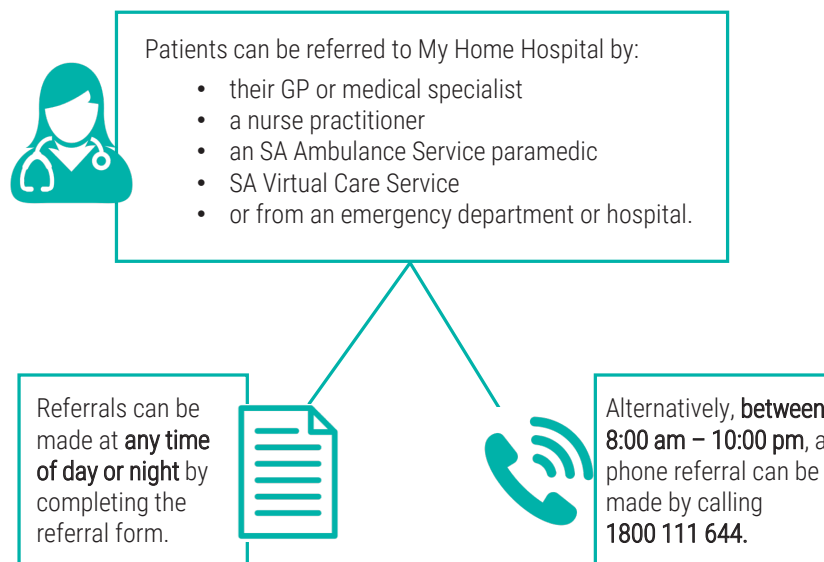 Patients can be referred to My Home Hospital by:
• their GP or medical specialist
• a nurse practitioner
• an SA Ambulance Service paramedic
• SA Virtual Care Service
• or from an emergency department or hospital.
Referrals can be
made at any time
of day or night by
completing the
referral form.
Alternatively, between
8:00 am – 10:00 pm, a
phone referral can be
made by calling
1800 111 644.